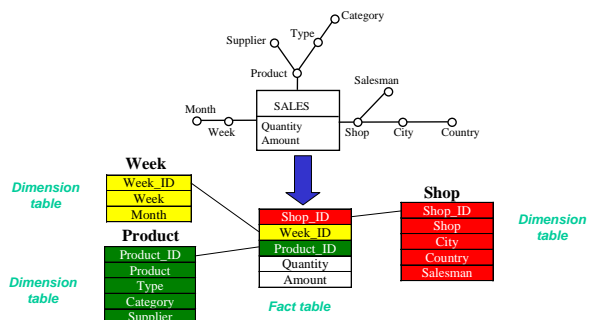 Category
Supplier
Type
Product
Salesman
Month
SALES
Week
Quantity
Amount
Shop
City
Country
Week
Dimension
table
Week_ID
Week
Month
Shop
Shop_ID
Shop
City
Country
Salesman
Dimension
table
Shop_ID
Week_ID
Product_ID
Quantity
Amount
Fact table
Product
Dimension
table
Product_ID
Product
Type
Category
Supplier